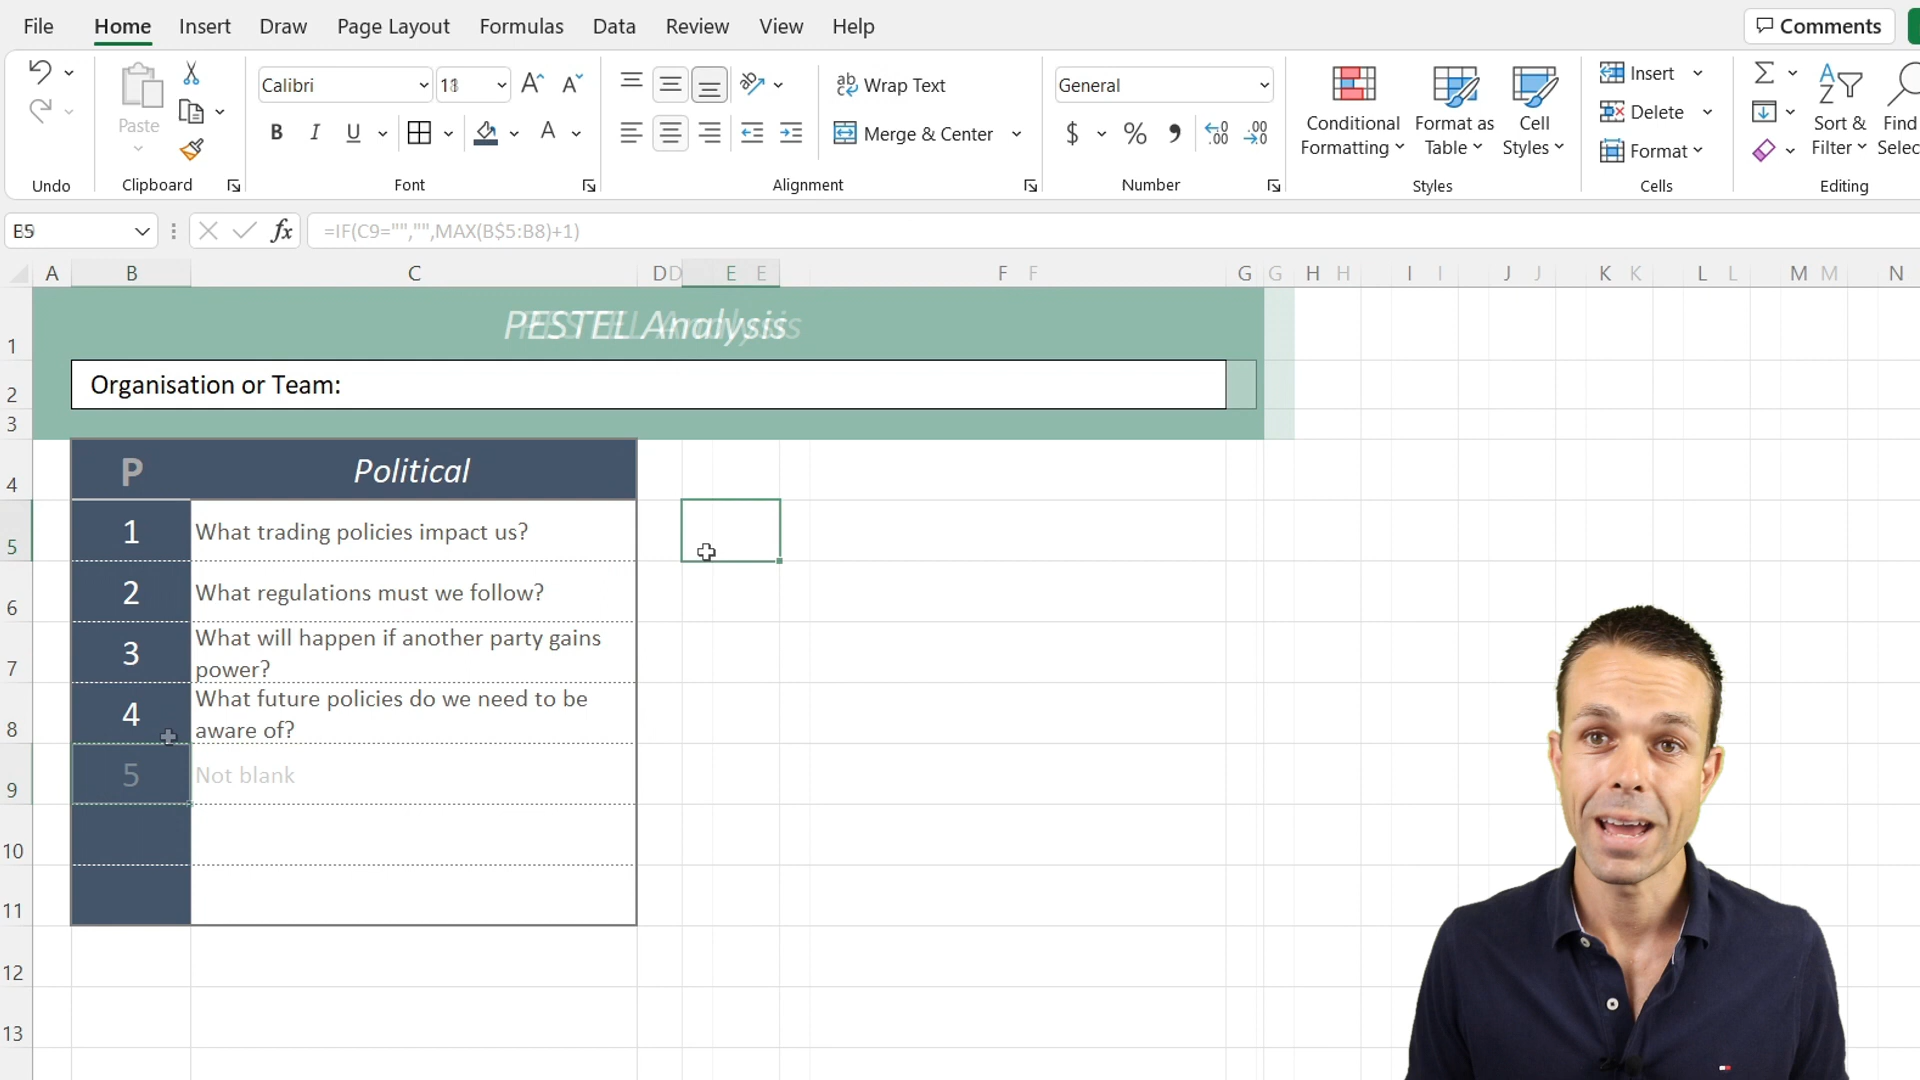 File Home Insert Draw Page Layout Formulas Data Review View Help Comments
Calibri General Wrap Text Merge & Center
Paste
Conditional Formatting
Format as Table
Cell Styles
Insert
Delete
Format
Sort & Filter
Find
Selec
Undo Clipboard Font Alignment Number Styles Cells Editing
=IF(C9="","",MAX(B$5:B8)+1)
A B C D D E E F F G G H H I I J J K K L L M M N
1 PESTEL Analysis
2 Organisation or Team:
3
4 P Political
5 1 What trading policies impact us?
6 2 What regulations must we follow?
7 3 What will happen if another party gains
power?
8 4 What future policies do we need to be
aware of?
9 5 Not blank
10
11
12
13